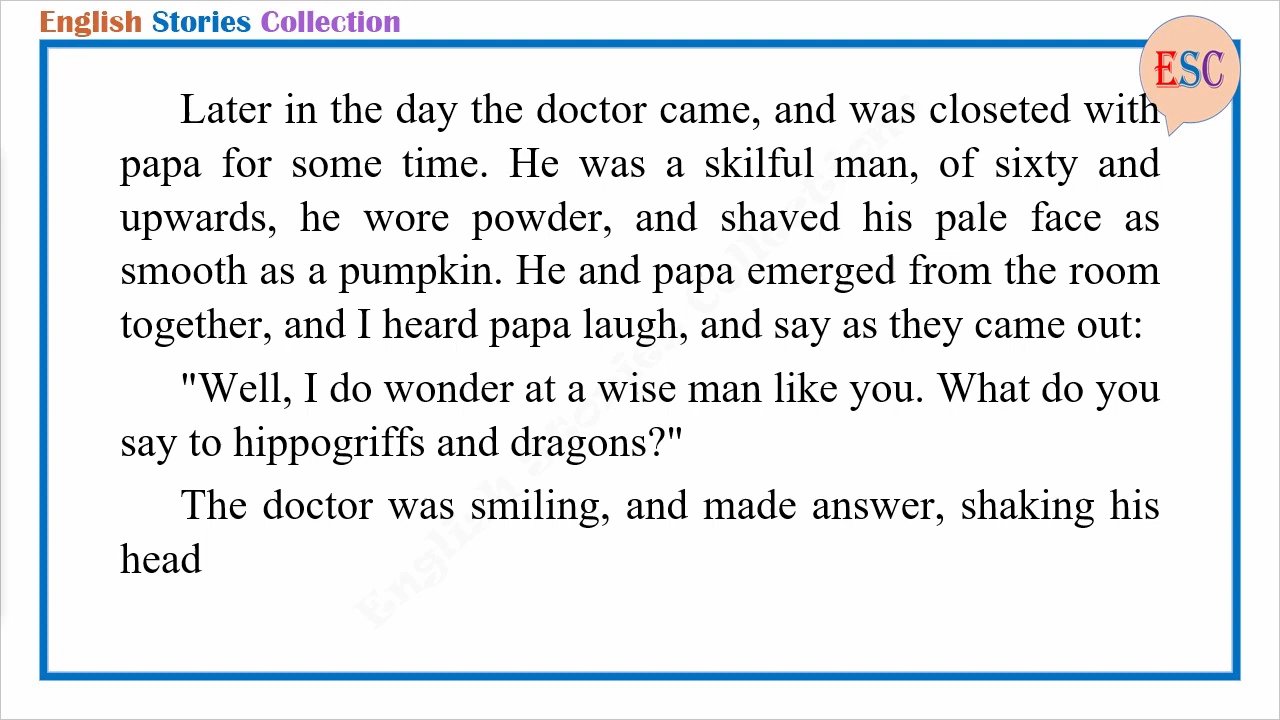 English Stories Collection
ESC
Later in the day the doctor came, and was closeted with
papa for some time. He was a skilful man, of sixty and
upwards, he wore powder, and shaved his pale face as
smooth as a pumpkin. He and papa emerged from the room
together, and I heard papa laugh, and say as they came out:
"Well, I do wonder at a wise man like you. What do you
say to hippogriffs and dragons?"
The doctor was smiling, and made answer, shaking his
head
English Stories Collection